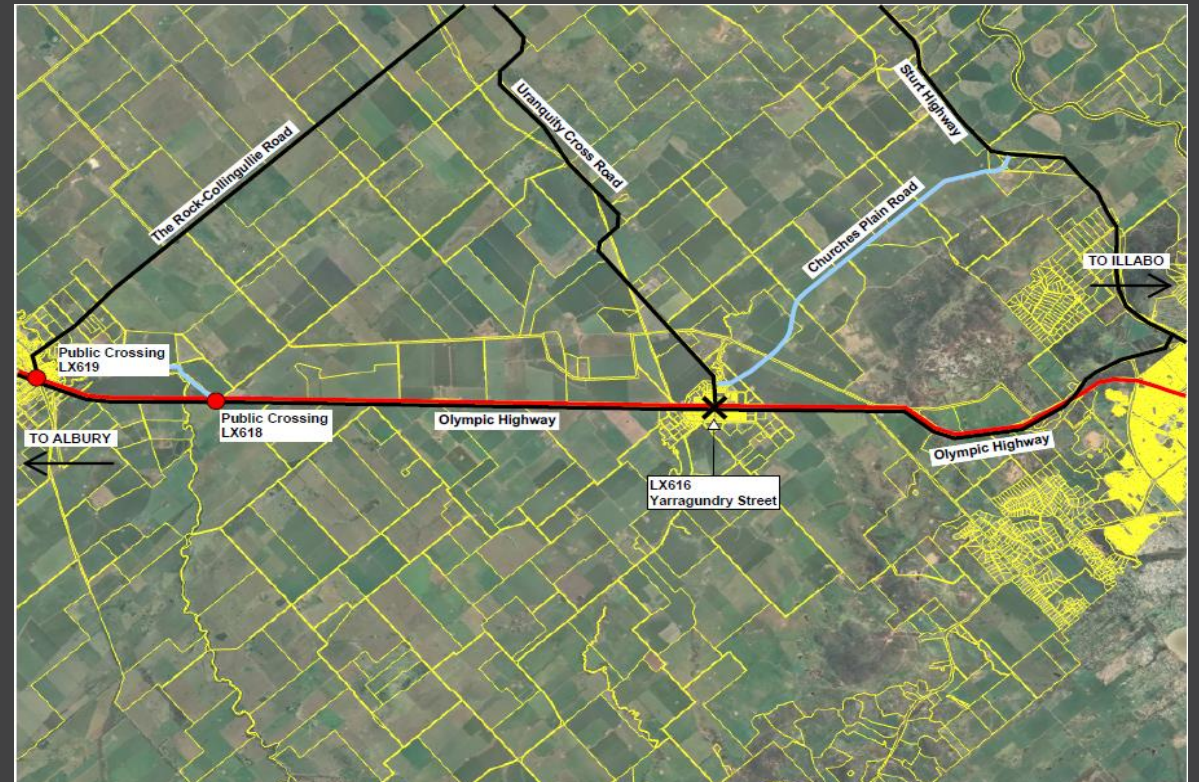 Sturt Highway
Uranquity Cross Road
The Rock-Collingullie Road
Churches Plain Road
TO ILLABO
Public Crossing
LX619
Public Crossing
LX618
Olympic Highway
TO ALBURY
Olympic Highway
LX616
Yarragundry Street